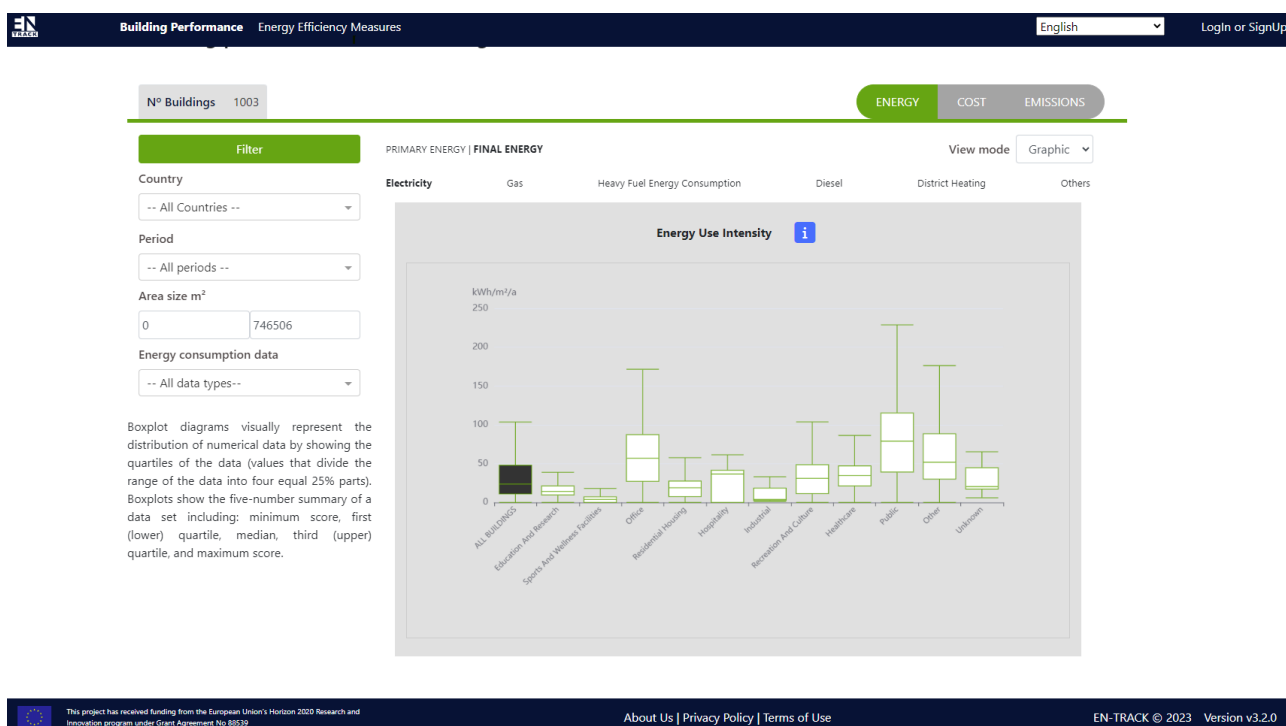 EN
TRACK
Building Performance Energy Efficiency Measures
English
LogIn or SignUp
Nº Buildings 1003
ENERGY COST EMISSIONS
Filter
PRIMARY ENERGY | FINAL ENERGY
View mode Graphic
Country
-- All Countries --
Period
-- All periods --
Area size m²
0 746506
Energy consumption data
-- All data types--
Boxplot diagrams visually represent the
distribution of numerical data by showing the
quartiles of the data (values that divide the
range of the data into four equal 25% parts).
Boxplots show the five-number summary of a
data set including: minimum score, first
(lower) quartile, median, third (upper)
quartile, and maximum score.
Electricity Gas Heavy Fuel Energy Consumption Diesel District Heating Others
Energy Use Intensity i
kWh/m²/a
250
200
150
100
50
0
ALL BUILDINGS
Education And Research
Sports And Wellness Facilities
Office
Residential Housing
Hospitality
Industrial
Recreation And Culture
Healthcare
Public
Other
Unknown
This project has received funding from the European Union's Horizon 2020 Research and
Innovation program under Grant Agreement No 88539
About Us | Privacy Policy | Terms of Use
EN-TRACK © 2023 Version v3.2.0